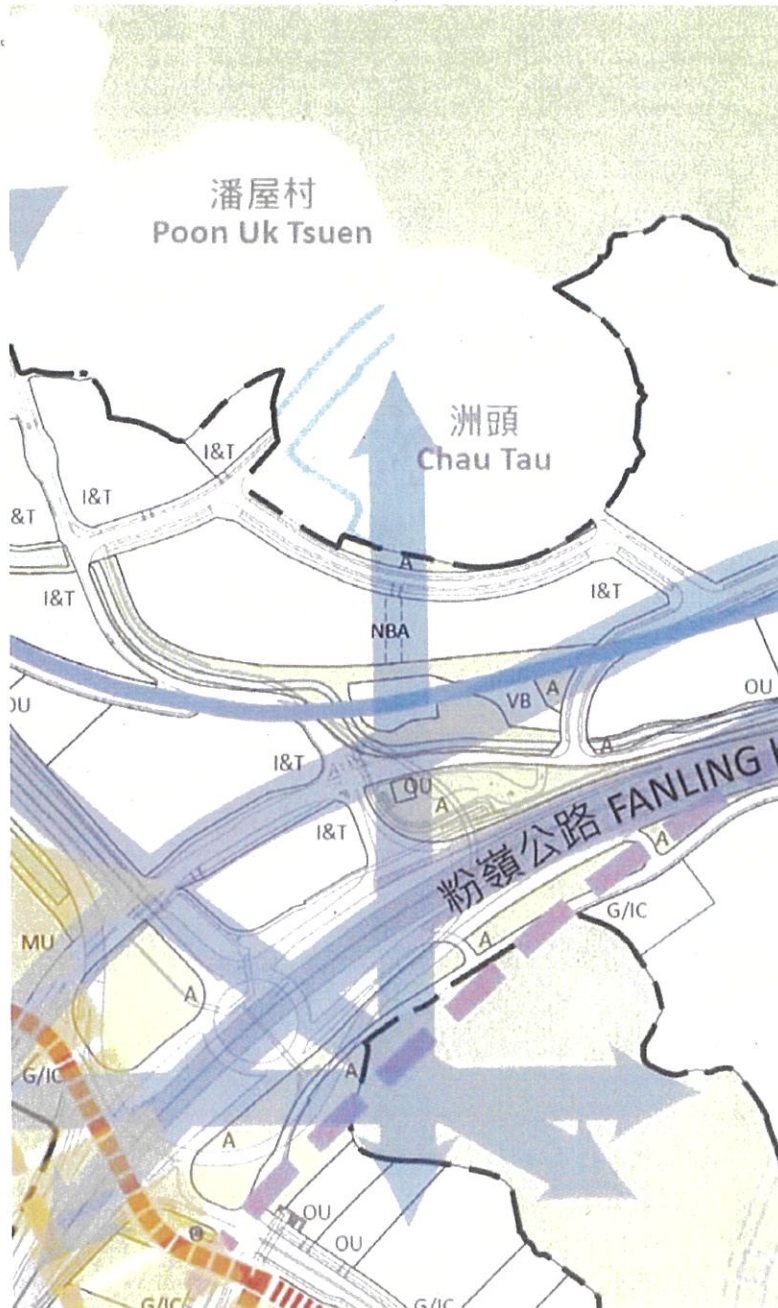 潘屋村
Poon Uk Tsuen
洲頭
Chau Tau
I&T
I&T
&T
A
I&T
I&T
NBA
VB
A
OU
OU
A
I&T
OU
A
粉嶺公路 FANLING
I&T
A
G/IC
MU
A
A
G/IC
A
A
OU
OU
G/IC
G/IC